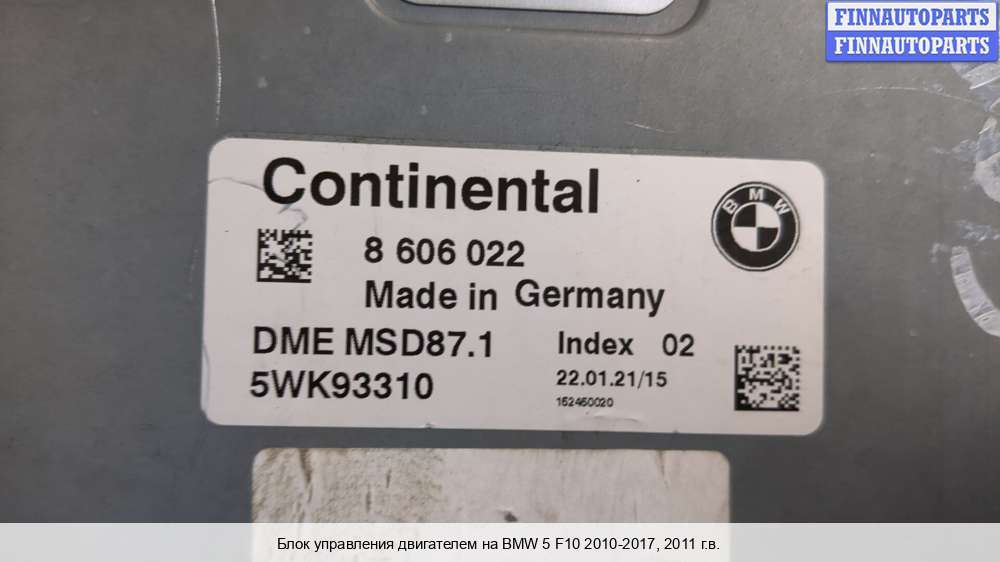 FINNAUTOPARTS
FINNAUTOPARTS
Continental
BMW
8 606 022
Made in Germany
DME MSD87.1 Index 02
5WK93310 22.01.21/15
152460020
Блок управления двигателем на BMW 5 F10 2010-2017, 2011 г.в.